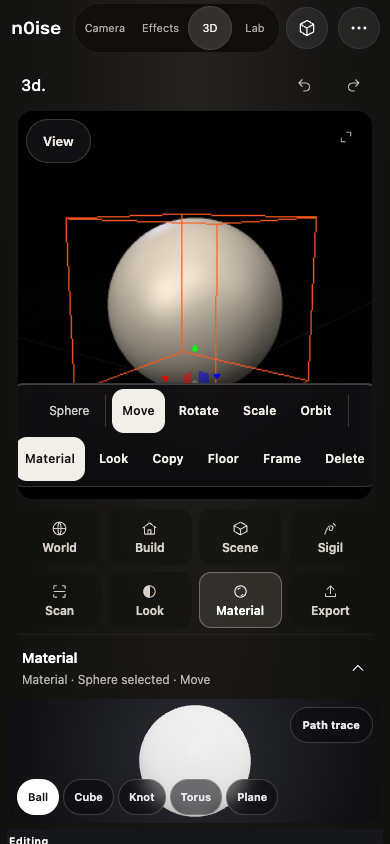 n0ise Camera Effects 3D Lab
3d.
View
Sphere Move Rotate Scale Orbit
Material Look Copy Floor Frame Delete
World Build Scene Sigil
Scan Look Material Export
Material
Material · Sphere selected · Move
Path trace
Ball Cube Knot Torus Plane
Editing